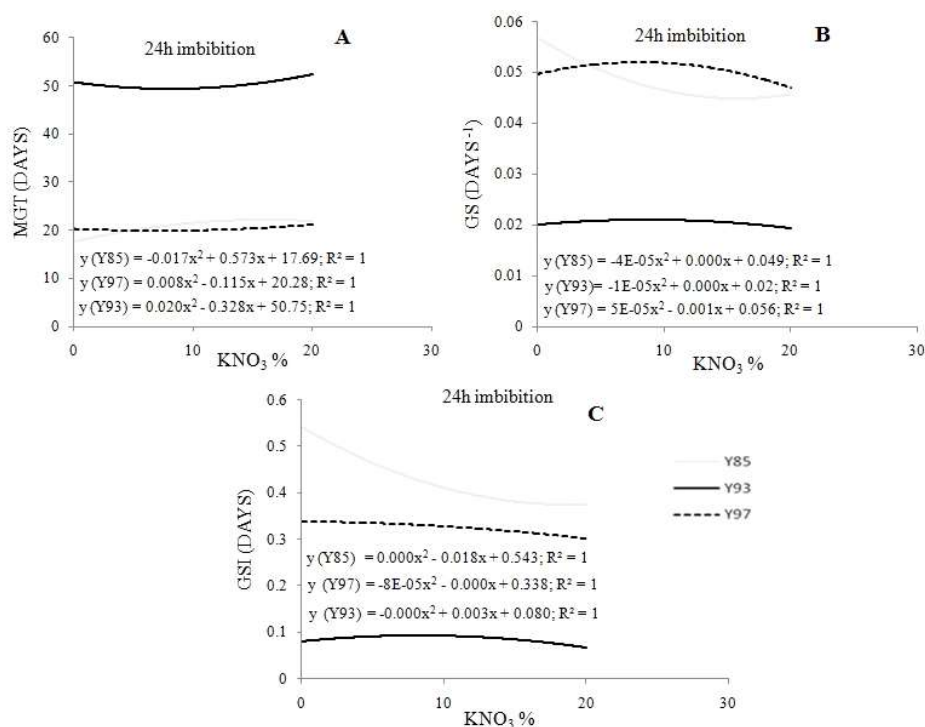 A
24h imbibition
60
50
40
30
20
10
0
MGT (DAYS)
y (Y85) = -0.017x² + 0.573x + 17.69; R² = 1
y (Y97) = 0.008x² - 0.115x + 20.28; R² = 1
y (Y93) = 0.020x² - 0.328x + 50.75; R² = 1
0 10 20 30
KNO₃ %
B
24h imbibition
0.06
0.05
0.04
0.03
0.02
0.01
0
GS (DAYS⁻¹)
y (Y85) = -4E-05x² + 0.000x + 0.049; R² = 1
y (Y93)= -1E-05x² + 0.000x + 0.02; R² = 1
y (Y97) = 5E-05x² - 0.001x + 0.056; R² = 1
0 10 20 30
KNO₃ %
24h imbibition
C
0.6
0.5
0.4
0.3
0.2
0.1
0
GSI (DAYS)
y (Y85) = 0.000x² - 0.018x + 0.543; R² = 1
y (Y97) = -8E-05x² - 0.000x + 0.338; R² = 1
y (Y93) = -0.000x² + 0.003x + 0.080; R² = 1
0 10 20 30
KNO₃ %
Y85
Y93
Y97